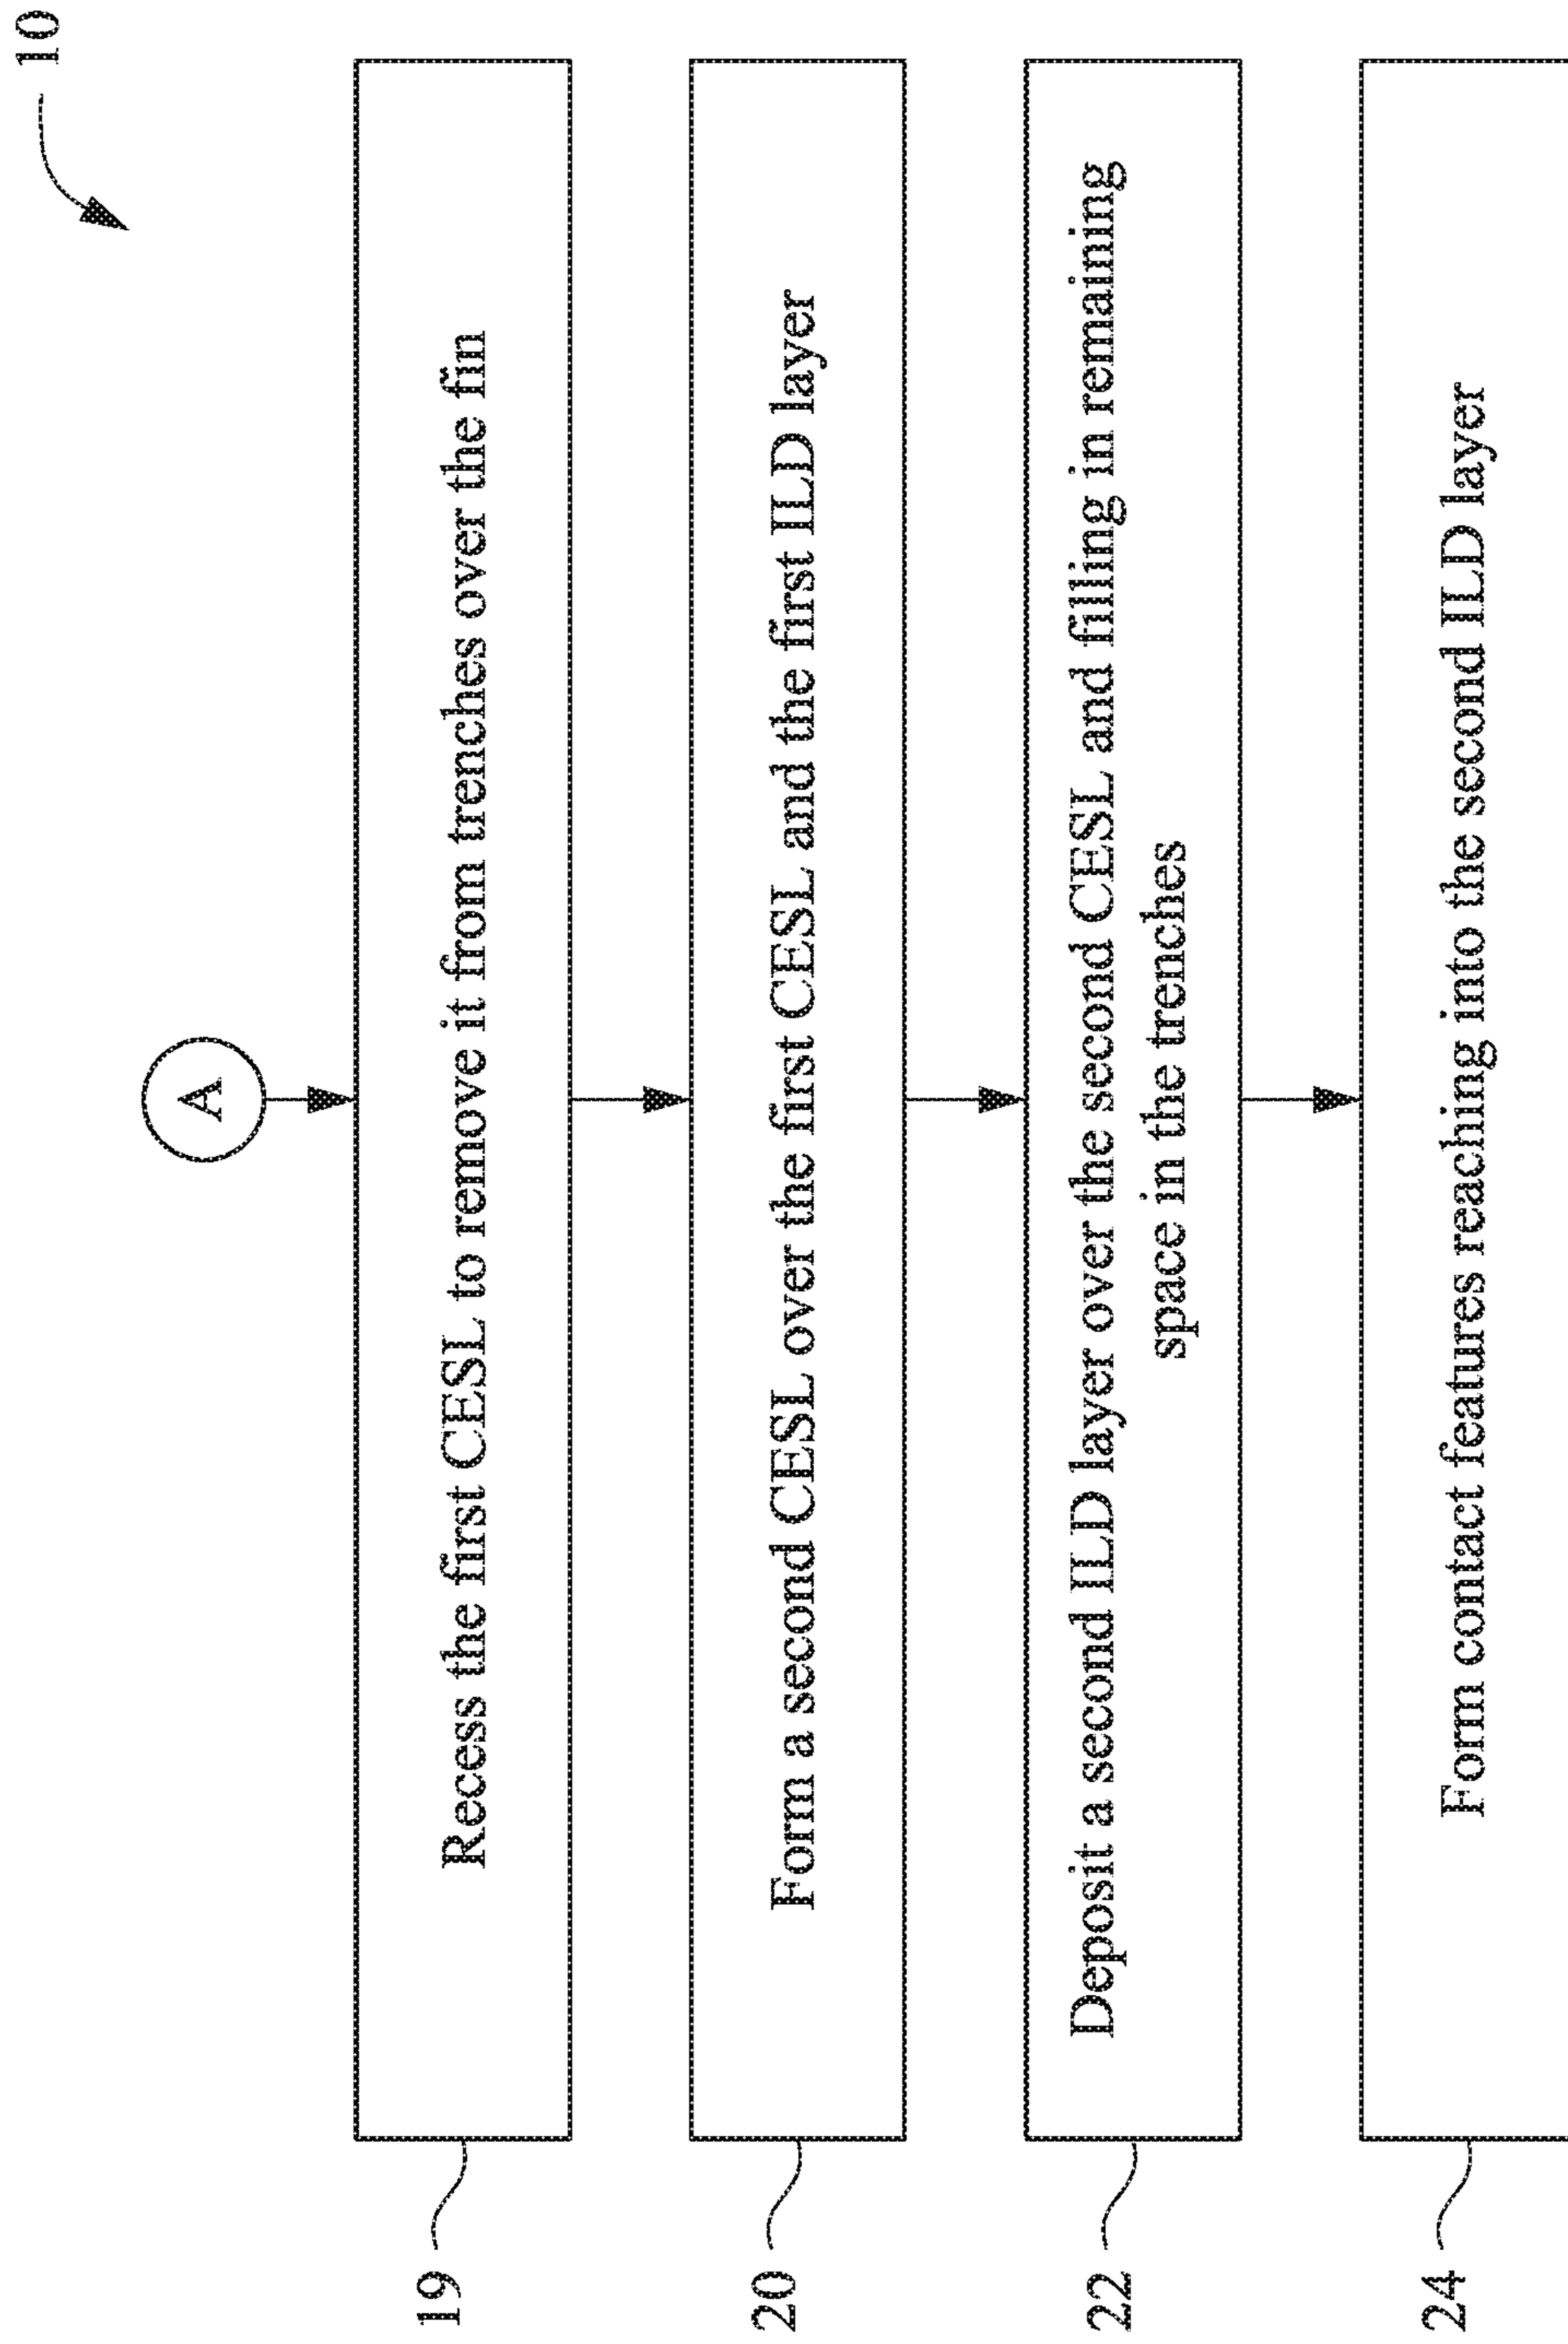 10
A
19
Recess the first CESL to remove it from trenches over the fin
20
Form a second CESL over the first CESL and the first ILD layer
22
Deposit a second ILD layer over the second CESL and filling in remaining
space in the trenches
24
Form contact features reaching into the second ILD layer